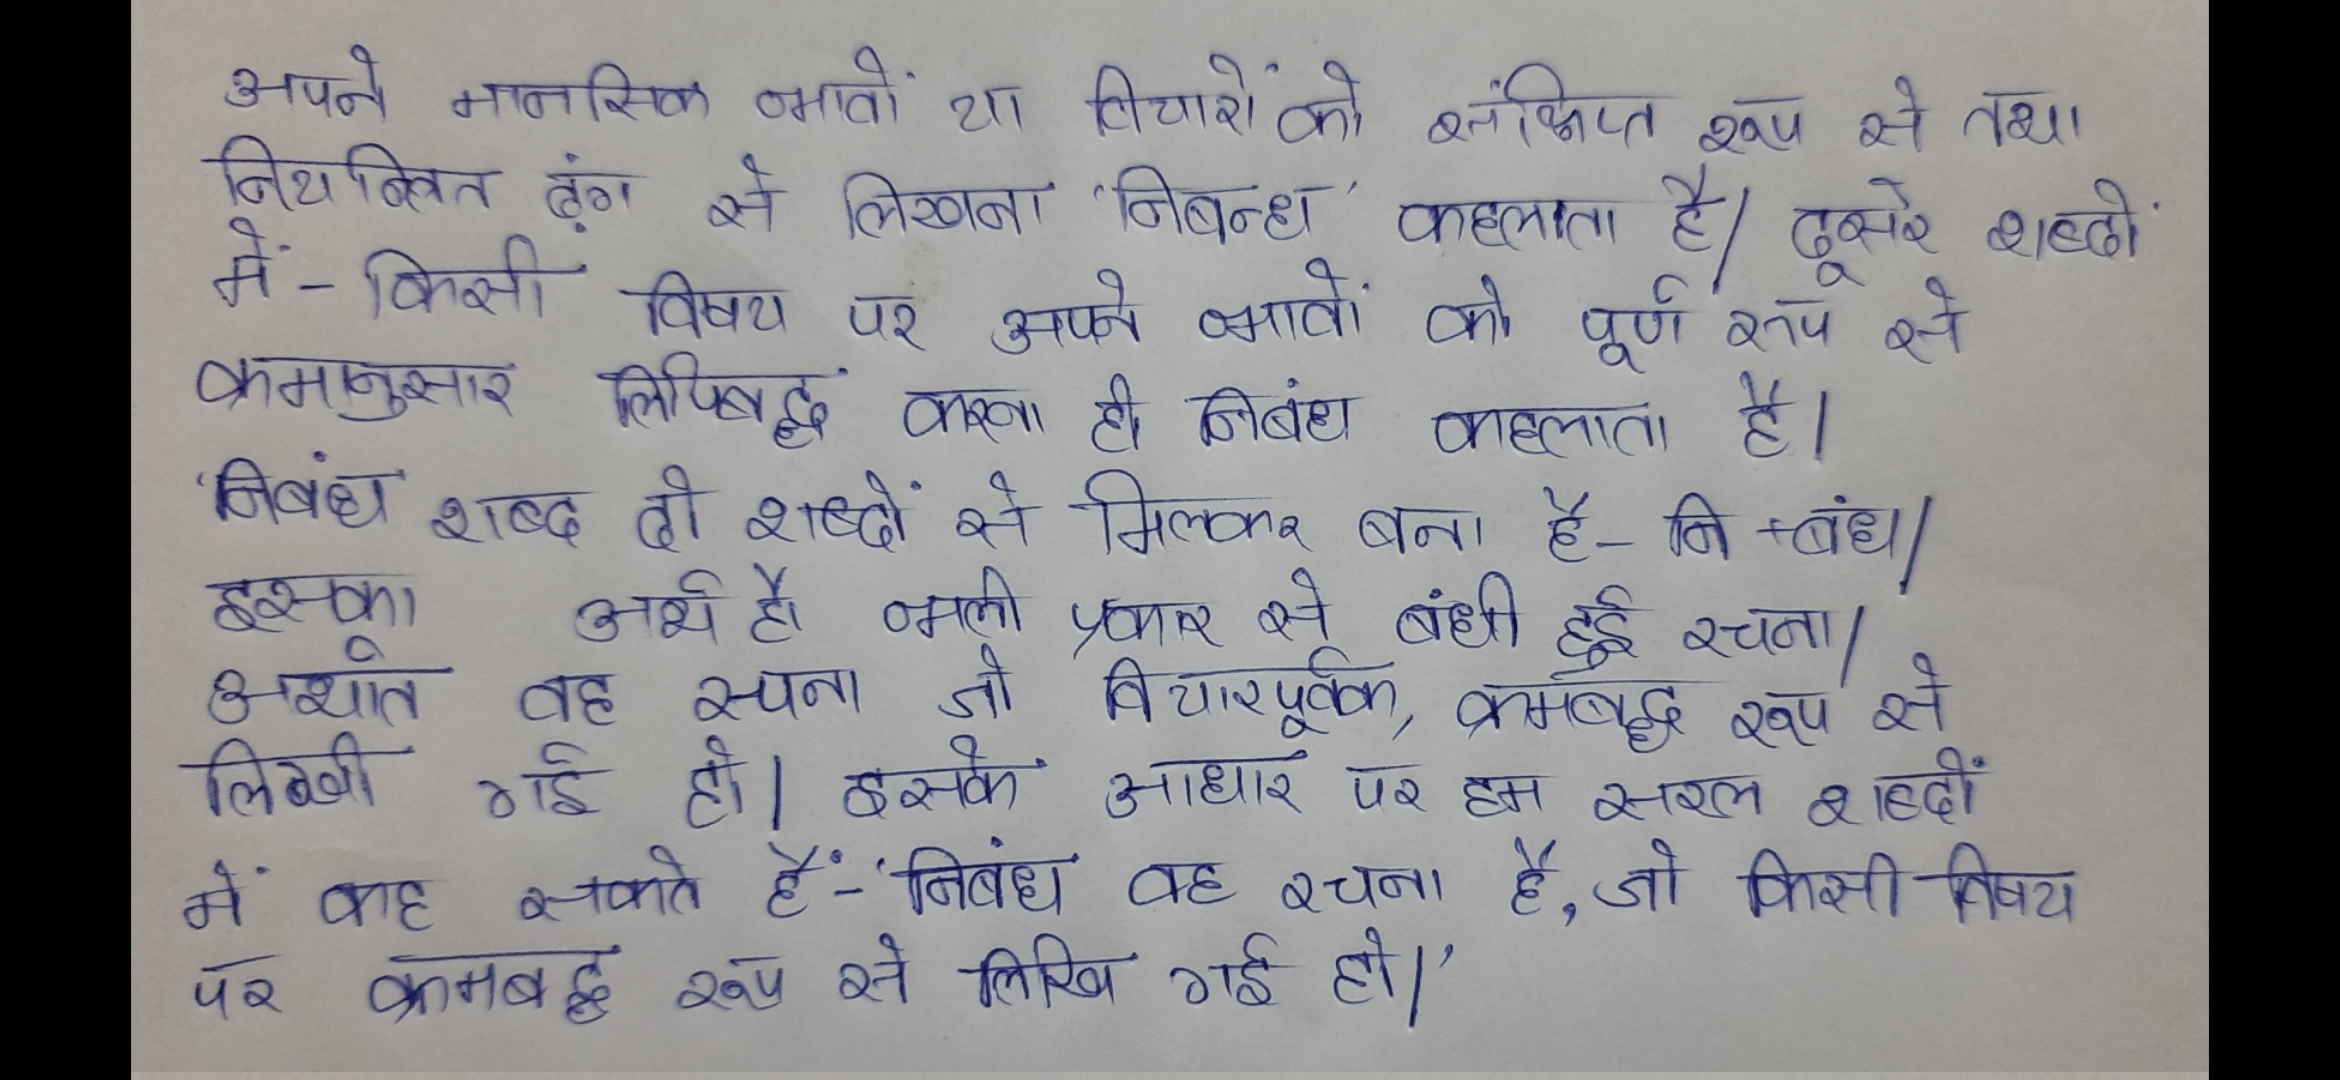 अपने मानसिक भावों या विचारों को संक्षिप्त रूप से तथा
नियन्त्रित ढ़ंग से लिखना 'निबन्ध' कहलाता है। दूसरे शब्दों
में - किसी विषय पर अपने भावों को पूर्ण रूप से
क्रमानुसार लिपिबद्ध करना ही निबंध कहलाता है।
'निबंध शब्द दो शब्दों से मिलकर बना है - नि + बंध।
इसका अर्थ है भली प्रकार से बंधी हुई रचना।
अर्थात वह रचना जो विचारपूर्वक, क्रमबद्ध रूप से
लिखी गई हो। इसके आधार पर हम सरल शब्दों
में कह सकते हैं - 'निबंध वह रचना है, जो किसी विषय
पर क्रमबद्ध रूप से लिखि गई हो।'